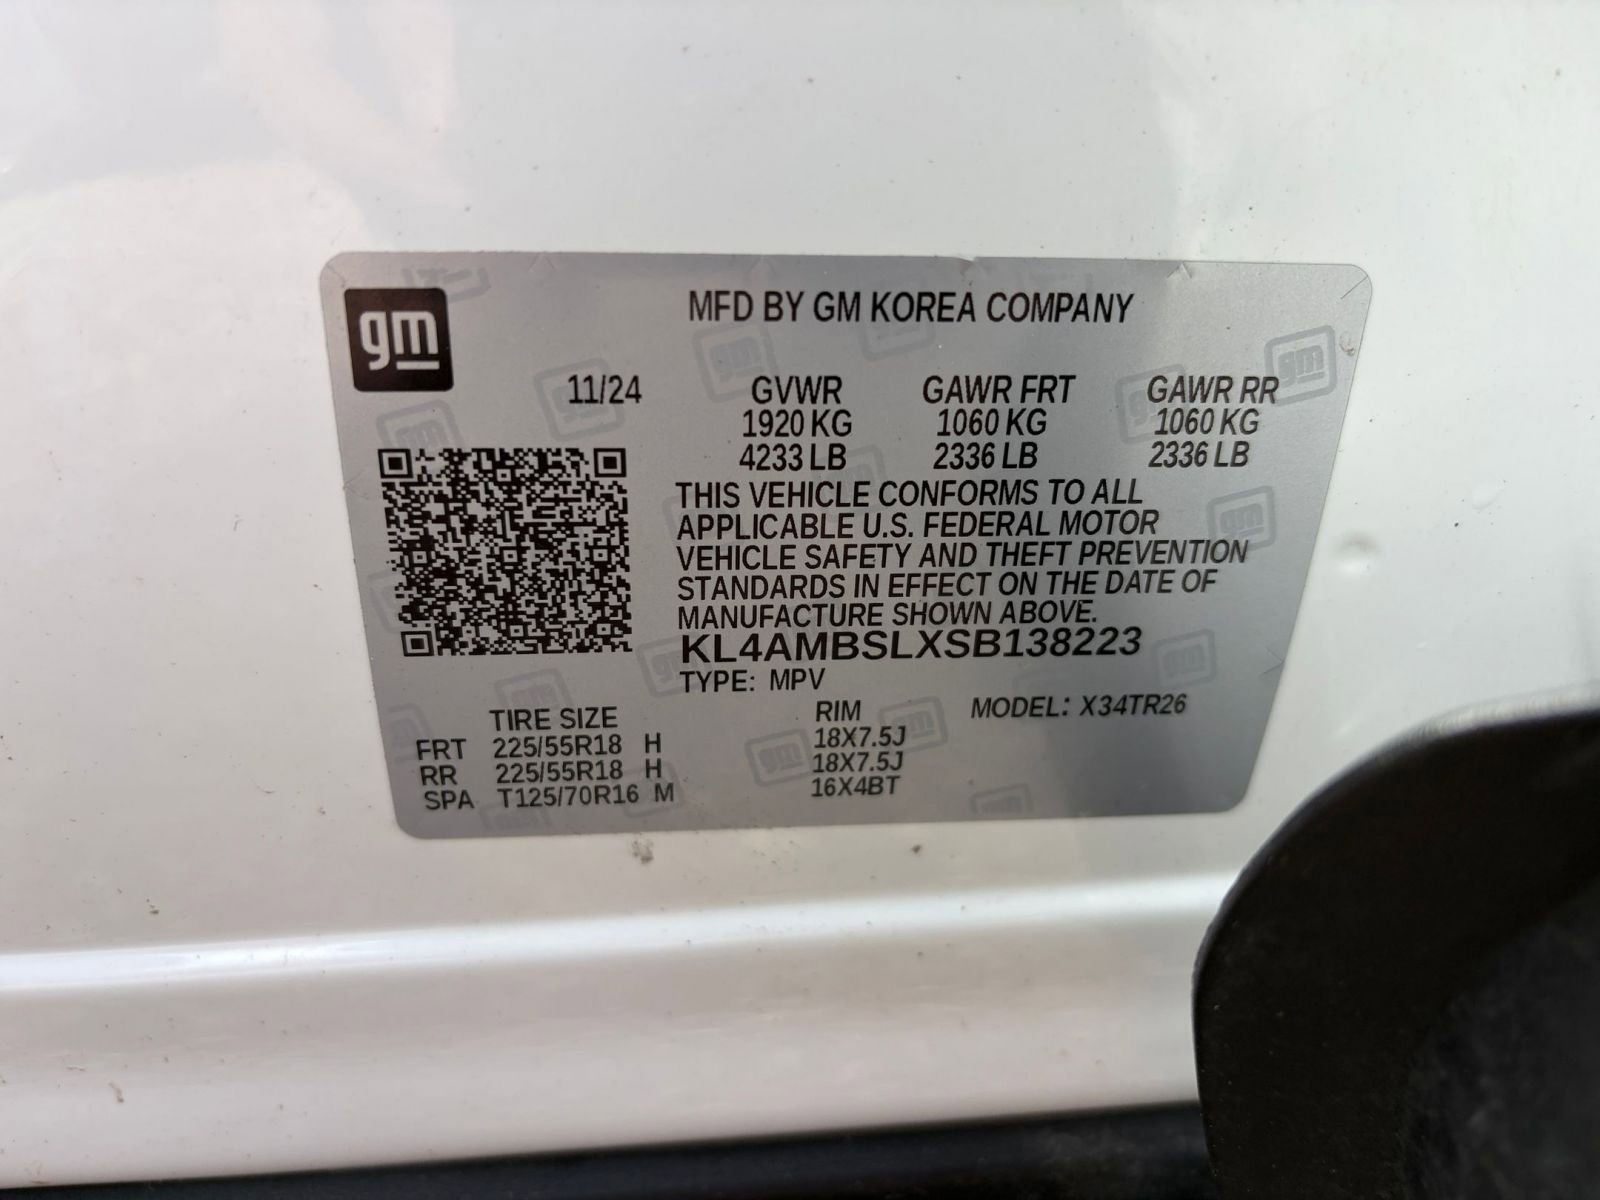 gm
MFD BY GM KOREA COMPANY
11/24 GVWR GAWR FRT GAWR RR
1920 KG 1060 KG 1060 KG
4233 LB 2336 LB 2336 LB
THIS VEHICLE CONFORMS TO ALL
APPLICABLE U.S. FEDERAL MOTOR
VEHICLE SAFETY AND THEFT PREVENTION
STANDARDS IN EFFECT ON THE DATE OF
MANUFACTURE SHOWN ABOVE.
KL4AMBSLXSB138223
TYPE: MPV
TIRE SIZE RIM MODEL: X34TR26
FRT 225/55R18 H 18X7.5J
RR 225/55R18 H 18X7.5J
SPA T125/70R16 M 16X4BT